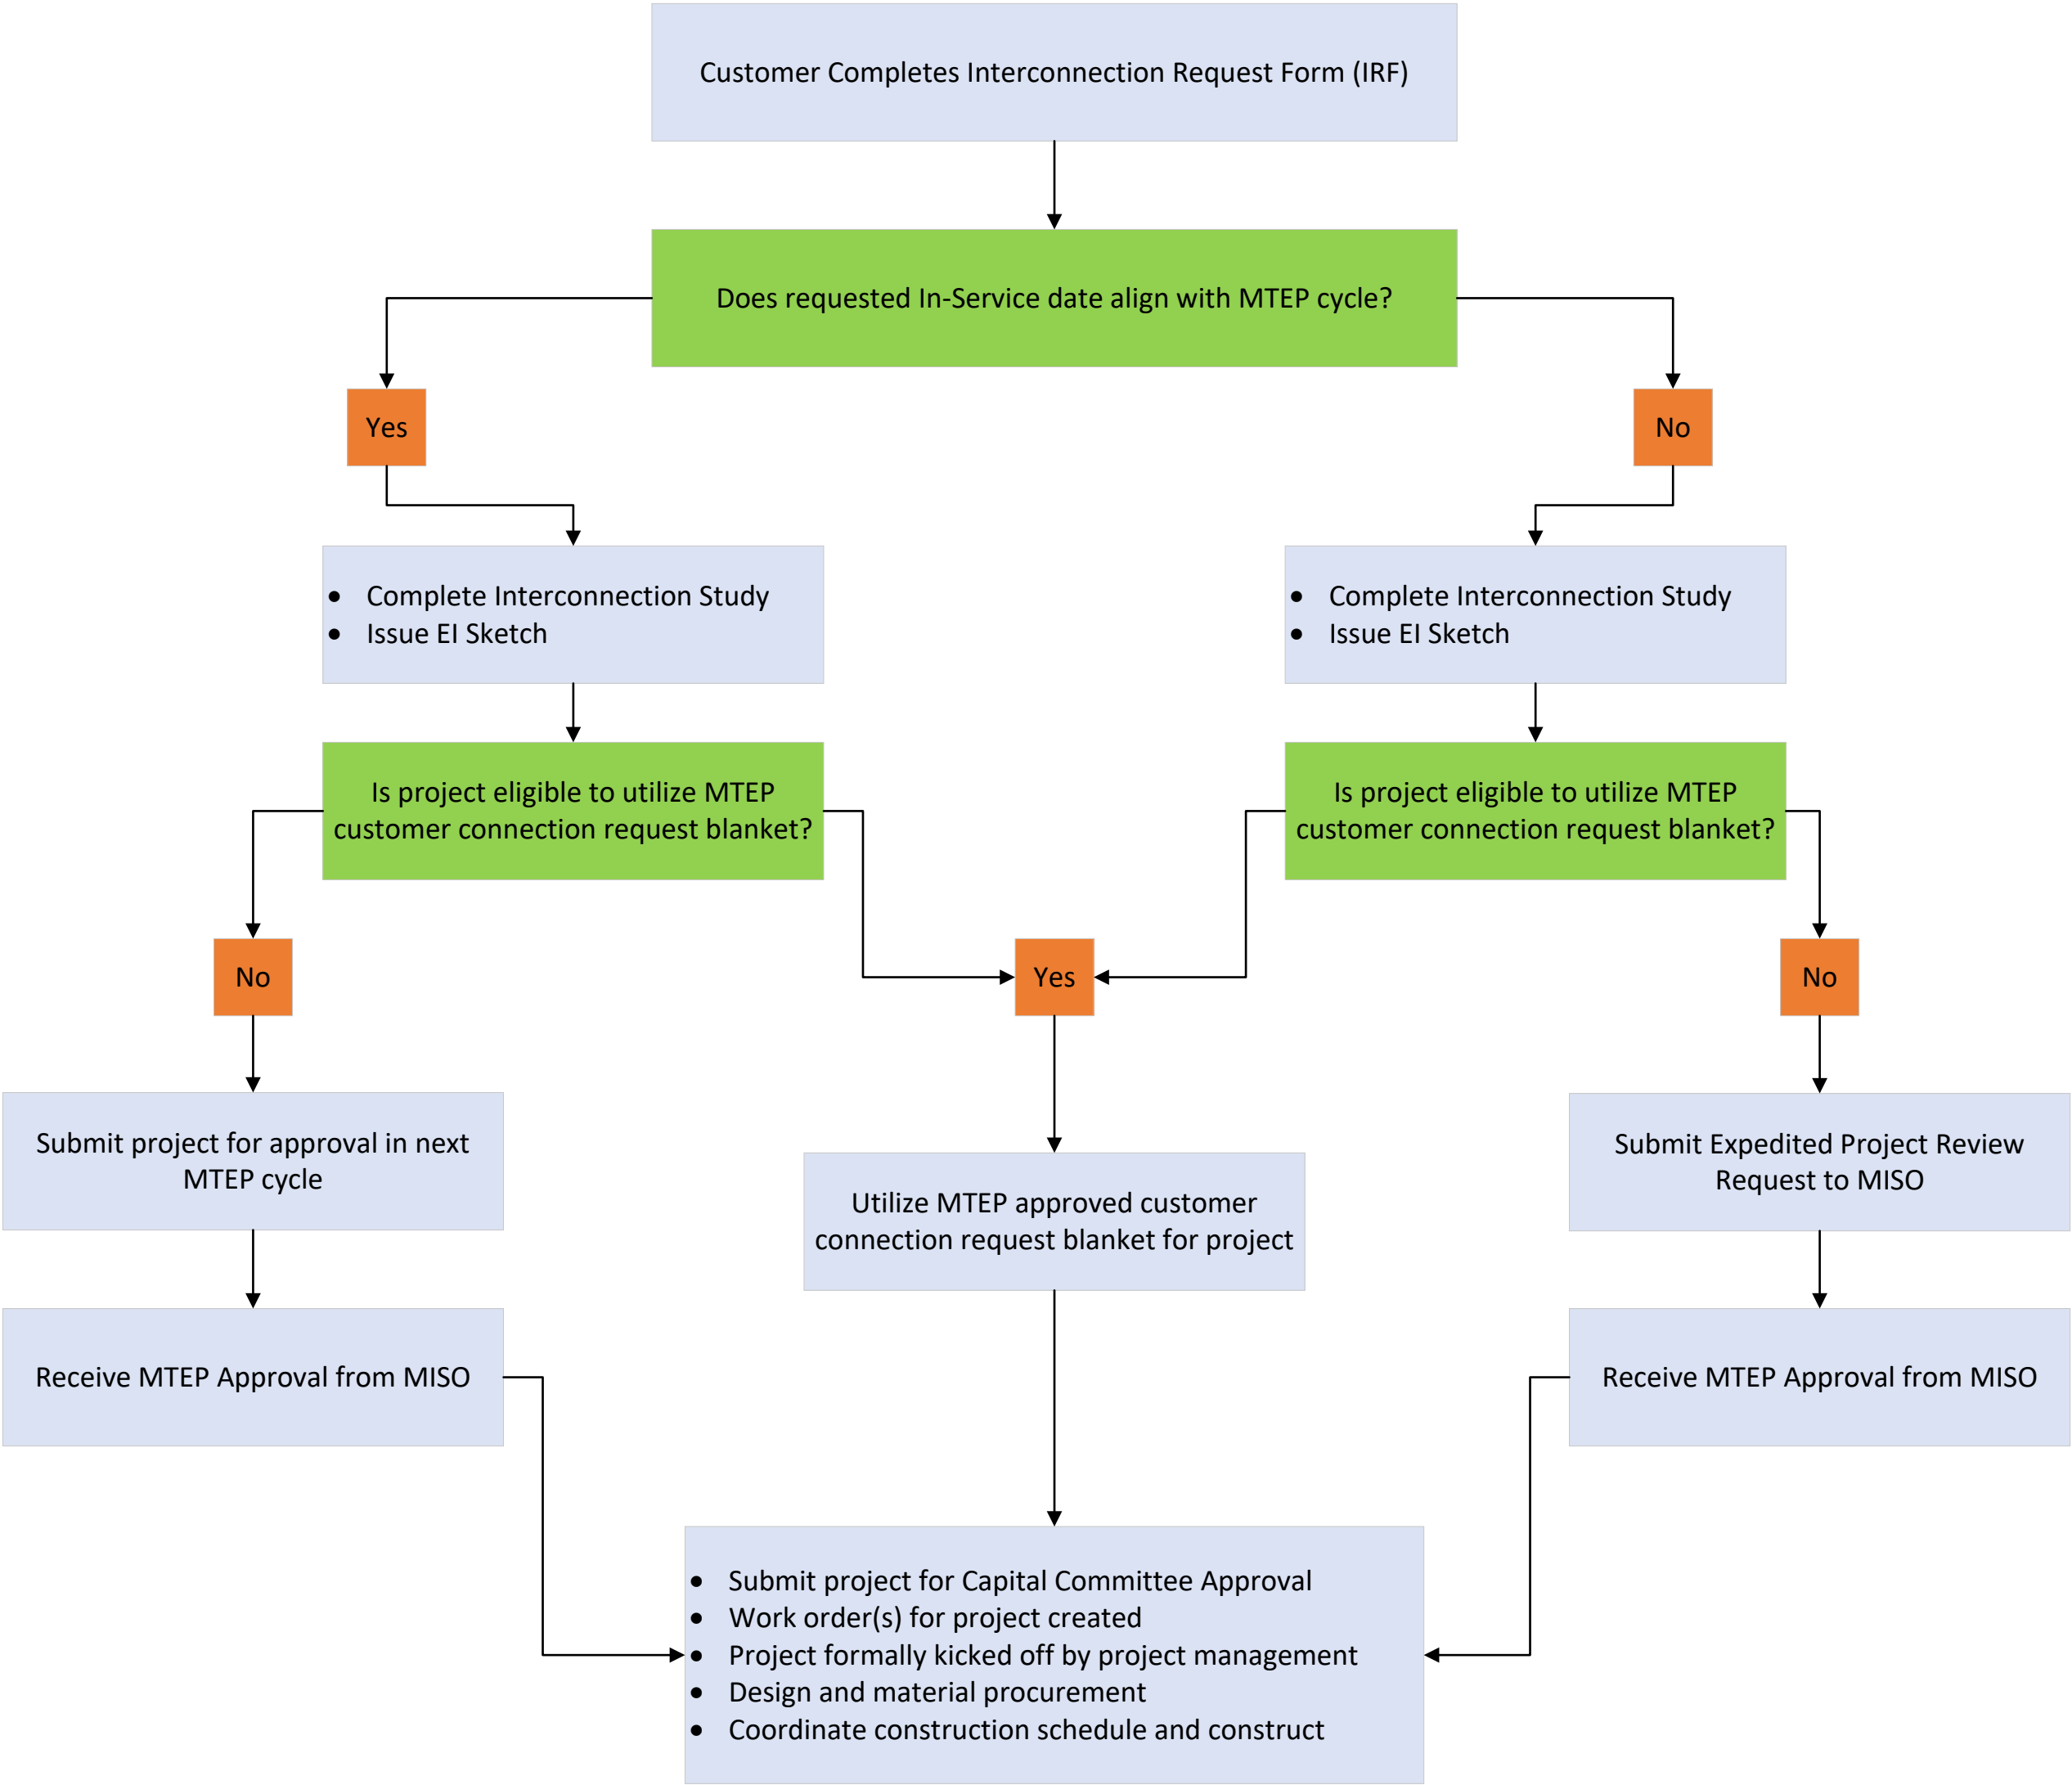 Customer Completes Interconnection Request Form (IRF)
Does requested In-Service date align with MTEP cycle?
Yes
No
• Complete Interconnection Study
• Issue EI Sketch
• Complete Interconnection Study
• Issue EI Sketch
Is project eligible to utilize MTEP
customer connection request blanket?
Is project eligible to utilize MTEP
customer connection request blanket?
No
Yes
No
Submit project for approval in next
MTEP cycle
Utilize MTEP approved customer
connection request blanket for project
Submit Expedited Project Review
Request to MISO
Receive MTEP Approval from MISO
Receive MTEP Approval from MISO
• Submit project for Capital Committee Approval
• Work order(s) for project created
• Project formally kicked off by project management
• Design and material procurement
• Coordinate construction schedule and construct